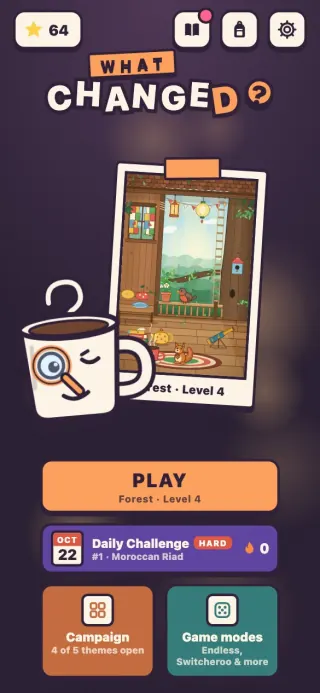 64
WHAT
CHANGED?
Forest · Level 4
PLAY
Forest · Level 4
OCT
22
Daily Challenge HARD
#1 · Moroccan Riad
0
Campaign
4 of 5 themes open
Game modes
Endless,
Switcheroo & more